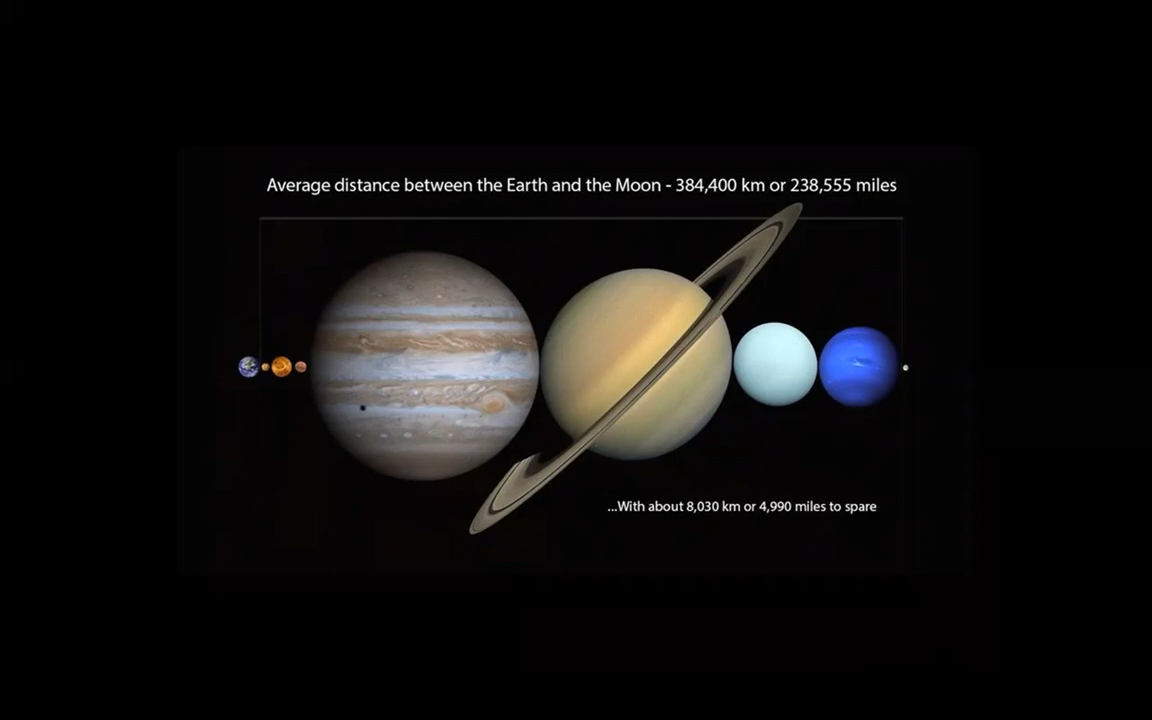 Average distance between the Earth and the Moon - 384,400 km or 238,555 miles
...With about 8,030 km or 4,990 miles to spare